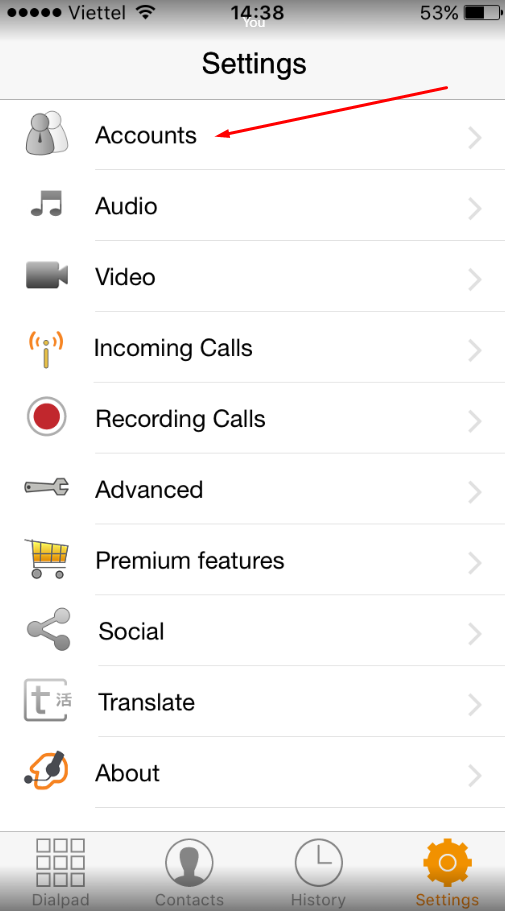 Viettel 14:38 53%
You
Settings
Accounts
Audio
Video
Incoming Calls
Recording Calls
Advanced
Premium features
Social
t 活
Translate
About
Dialpad Contacts History Settings